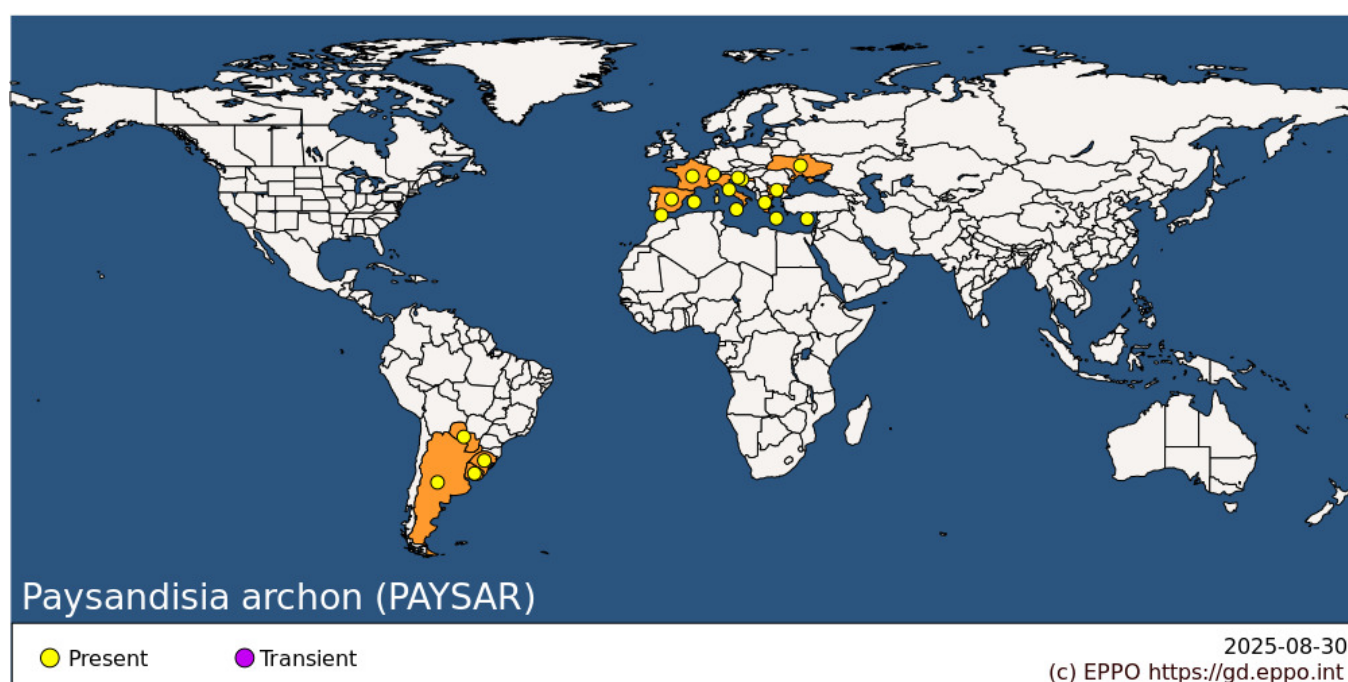 Paysandisia archon (PAYSAR)
Present
Transient
2025-08-30
(c) EPPO https://gd.eppo.int